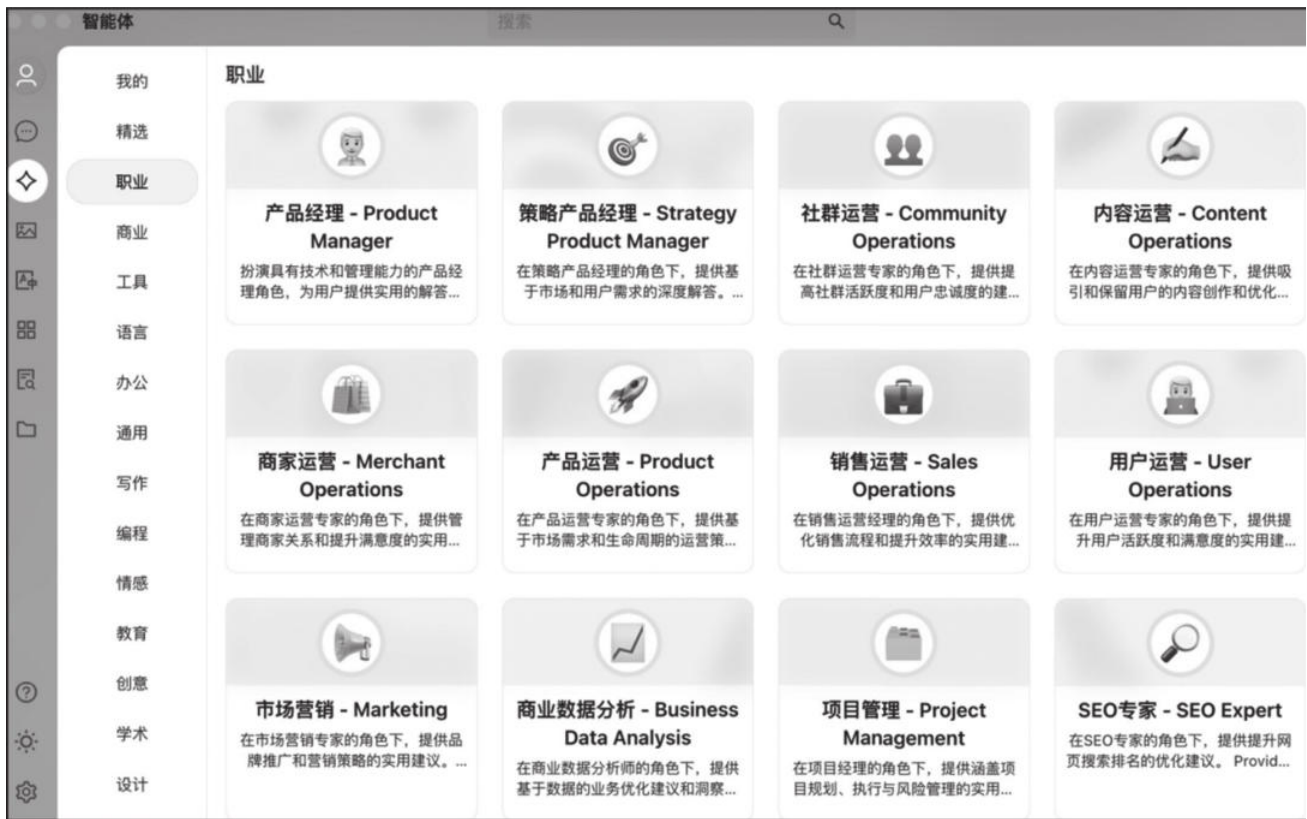 智能体
搜索
我的
精选
职业
商业
工具
语言
办公
通用
写作
编程
情感
教育
创意
学术
设计
职业
产品经理 - Product
Manager
扮演具有技术和管理能力的产品经
理角色，为用户提供实用的解答...
策略产品经理 - Strategy
Product Manager
在策略产品经理的角色下，提供基
于市场和用户需求的深度解答。...
社群运营 - Community
Operations
在社群运营专家的角色下，提供提
高社群活跃度和用户忠诚度的建...
内容运营 - Content
Operations
在内容运营专家的角色下，提供吸
引和保留用户的内容创作和优化...
商家运营 - Merchant
Operations
在商家运营专家的角色下，提供管
理商家关系和提升满意度的实用...
产品运营 - Product
Operations
在产品运营专家的角色下，提供基
于市场需求和生命周期的运营策...
销售运营 - Sales
Operations
在销售运营经理的角色下，提供优
化销售流程和提升效率的实用建...
用户运营 - User
Operations
在用户运营专家的角色下，提供提
升用户活跃度和满意度的实用建...
市场营销 - Marketing
在市场营销专家的角色下，提供品
牌推广和营销策略的实用建议。...
商业数据分析 - Business
Data Analysis
在商业数据分析师的角色下，提供
基于数据的业务优化建议和洞察...
项目管理 - Project
Management
在项目经理的角色下，提供涵盖项
目规划、执行与风险管理的实用...
SEO专家 - SEO Expert
在SEO专家的角色下，提供提升网
页搜索排名的优化建议。 Provid...